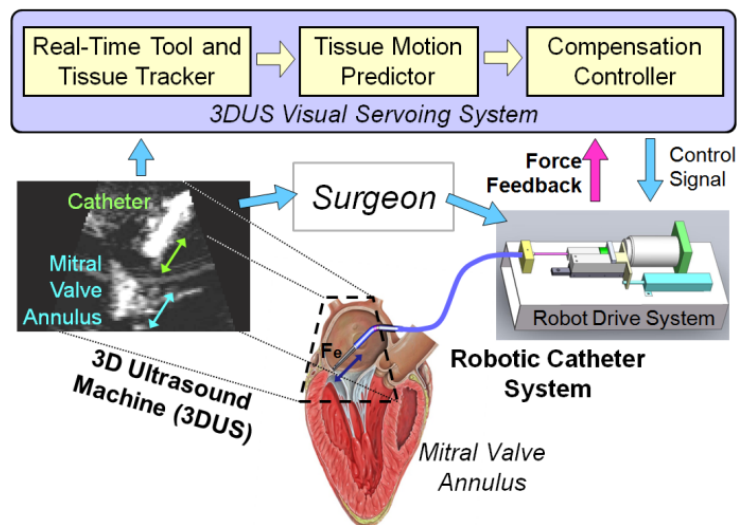 Real-Time Tool and
Tissue Tracker
Tissue Motion
Predictor
Compensation
Controller
3DUS Visual Servoing System
Force
Feedback
Control
Signal
Surgeon
Catheter
Mitral
Valve
Annulus
Robot Drive System
Fe
3D Ultrasound
Machine (3DUS)
Robotic Catheter
System
Mitral Valve
Annulus